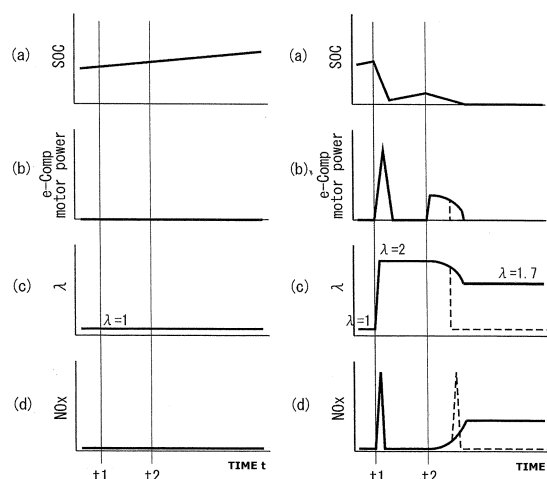 (a)
SOC
(b)
e-Comp
motor power
(c)
λ
λ=1
(d)
NOx
t1
t2
TIME t
(a)
SOC
(b)
e-Comp
motor power
(c)
λ
λ=1
λ=2
λ=1.7
(d)
NOx
t1
t2
TIME